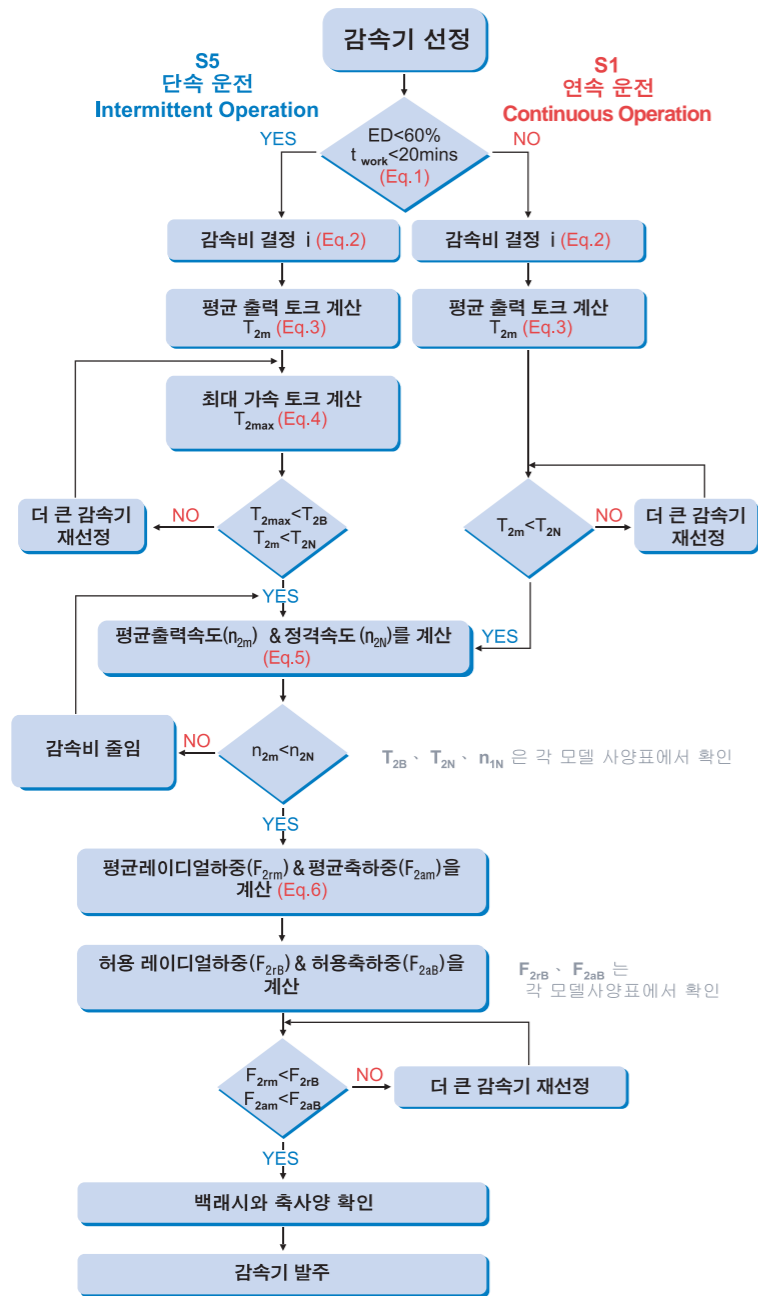 감속기 선정
S5
단속 운전
Intermittent Operation
S1
연속 운전
Continuous Operation
YES
ED<60%
t work<20mins
(Eq.1)
NO
감속비 결정 i (Eq.2)
감속비 결정 i (Eq.2)
평균 출력 토크 계산
T2m (Eq.3)
평균 출력 토크 계산
T2m (Eq.3)
최대 가속 토크 계산
T2max (Eq.4)
더 큰 감속기
재선정
NO
T2max<T2B
T2m<T2N
T2m<T2N
NO
더 큰 감속기
재선정
YES
평균출력속도(n2m) & 정격속도 (n2N)를 계산
(Eq.5)
YES
감속비 줄임
NO
n2m<n2N
T2B、T2N、n1N 은 각 모델 사양표에서 확인
YES
평균레이디얼하중(F2rm) & 평균축하중(F2am)을
계산 (Eq.6)
허용 레이디얼하중(F2rB) & 허용축하중(F2aB)을
계산
F2rB、F2aB 는
각 모델사양표에서 확인
F2rm<F2rB
F2am<F2aB
NO
더 큰 감속기 재선정
YES
백래시와 축사양 확인
감속기 발주